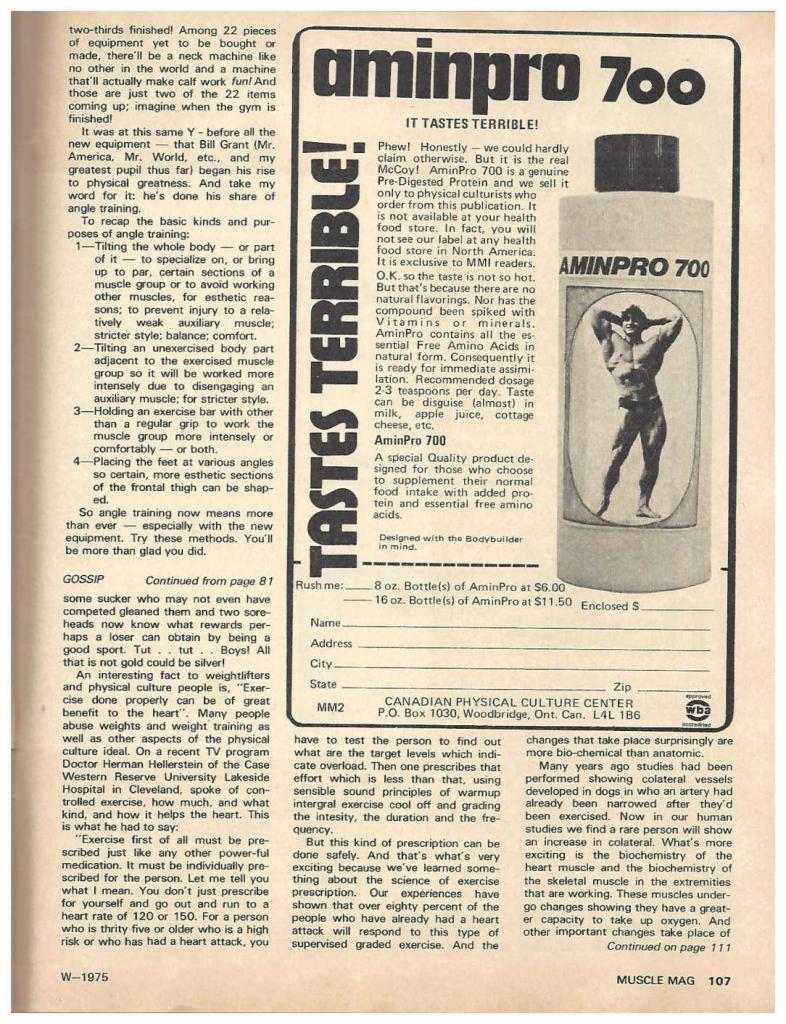 two-thirds finished! Among 22 pieces
of equipment yet to be bought or
made, there'll be a neck machine like
no other in the world and a machine
that'll actually make calf work fun! And
those are just two of the 22 items
coming up; imagine when the gym is
finished!
It was at this same Y - before all the
new equipment — that Bill Grant (Mr.
America, Mr. World, etc., and my
greatest pupil thus far) began his rise
to physical greatness. And take my
word for it: he's done his share of
angle training.
To recap the basic kinds and pur-
poses of angle training:
1—Tilting the whole body — or part
of it — to specialize on, or bring
up to par, certain sections of a
muscle group or to avoid working
other muscles, for esthetic rea-
sons; to prevent injury to a rela-
tively weak auxiliary muscle;
stricter style; balance; comfort.
2—Tilting an unexercised body part
adjacent to the exercised muscle
group so it will be worked more
intensely due to disengaging an
auxiliary muscle; for stricter style.
3—Holding an exercise bar with other
than a regular grip to work the
muscle group more intensely or
comfortably — or both.
4—Placing the feet at various angles
so certain, more esthetic sections
of the frontal thigh can be shap-
ed.
So angle training now means more
than ever — especially with the new
equipment. Try these methods. You'll
be more than glad you did.
GOSSIP Continued from page 81
some sucker who may not even have
competed gleaned them and two sore-
heads now know what rewards per-
haps a loser can obtain by being a
good sport. Tut . . tut . . Boys! All
that is not gold could be silver!
An interesting fact to weightlifters
and physical culture people is, "Exer-
cise done properly can be of great
benefit to the heart". Many people
abuse weights and weight training as
well as other aspects of the physical
culture ideal. On a recent TV program
Doctor Herman Hellerstein of the Case
Western Reserve University Lakeside
Hospital in Cleveland, spoke of con-
trolled exercise, how much, and what
kind, and how it helps the heart. This
is what he had to say:
"Exercise first of all must be pre-
scribed just like any other power-ful
medication. It must be individually pre-
scribed for the person. Let me tell you
what I mean. You don't just prescribe
for yourself and go out and run to a
heart rate of 120 or 150. For a person
who is thrity five or older who is a high
risk or who has had a heart attack, you
aminpro 700
IT TASTES TERRIBLE!
TASTES TERRIBLE!
Phew! Honestly — we could hardly
claim otherwise. But it is the real
McCoy! AminPro 700 is a genuine
Pre-Digested Protein and we sell it
only to physical culturists who
order from this publication. It
is not available at your health
food store. In fact, you will
not see our label at any health
food store in North America.
It is exclusive to MMI readers.
O.K. so the taste is not so hot.
But that's because there are no
natural flavorings. Nor has the
compound been spiked with
Vitamins or minerals.
AminPro contains all the es-
sential Free Amino Acids in
natural form. Consequently it
is ready for immediate assimi-
lation. Recommended dosage
2-3 teaspoons per day. Taste
can be disguise (almost) in
milk, apple juice, cottage
cheese, etc.
AminPro 700
A special Quality product de-
signed for those who choose
to supplement their normal
food intake with added pro-
tein and essential free amino
acids.
Designed with the Bodybuilder
in mind.
AMINPRO 700
Rush me: 8 oz. Bottle(s) of AminPro at $6.00
16 oz. Bottle(s) of AminPro at $11.50 Enclosed $
Name
Address
City
State Zip
MM2 CANADIAN PHYSICAL CULTURE CENTER
P.O. Box 1030, Woodbridge, Ont. Can. L4L 1B6
approved
wba
accredited
have to test the person to find out
what are the target levels which indi-
cate overload. Then one prescribes that
effort which is less than that, using
sensible sound principles of warmup
intergral exercise cool off and grading
the intesity, the duration and the fre-
quency.
But this kind of prescription can be
done safely. And that's what's very
exciting because we've learned some-
thing about the science of exercise
prescription. Our experiences have
shown that over eighty percent of the
people who have already had a heart
attack will respond to this type of
supervised graded exercise. And the
changes that take place surprisingly are
more bio-chemical than anatomic.
Many years ago studies had been
performed showing colateral vessels
developed in dogs in who an artery had
already been narrowed after they'd
been exercised. Now in our human
studies we find a rare person will show
an increase in colateral. What's more
exciting is the biochemistry of the
heart muscle and the biochemistry of
the skeletal muscle in the extremities
that are working. These muscles under-
go changes showing they have a great-
er capacity to take up oxygen. And
other important changes take place of
Continued on page 111
W—1975
MUSCLE MAG 107